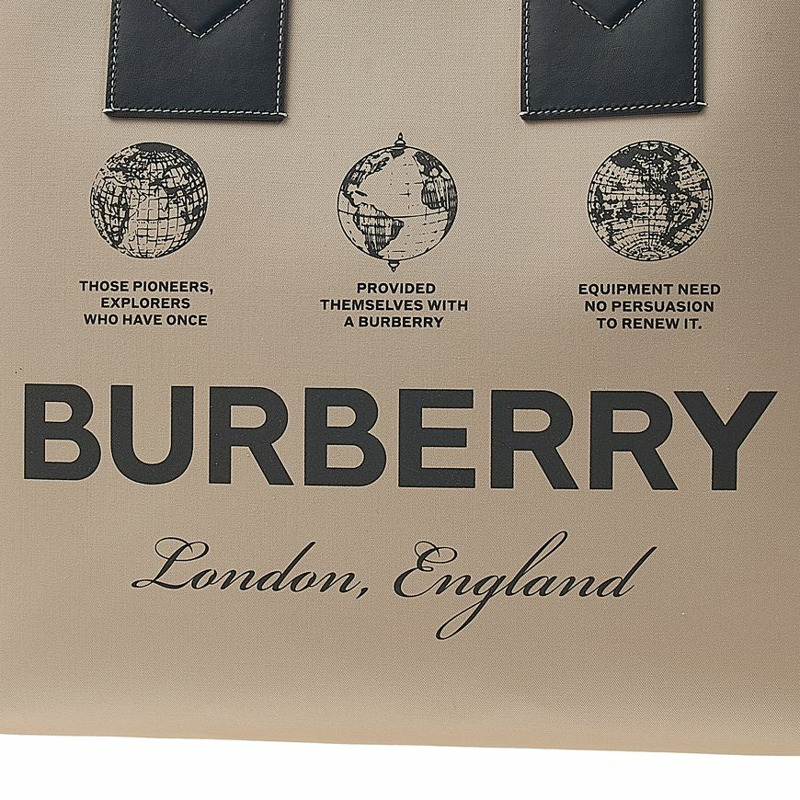 THOSE PIONEERS,
EXPLORERS
WHO HAVE ONCE
PROVIDED
THEMSELVES WITH
A BURBERRY
EQUIPMENT NEED
NO PERSUASION
TO RENEW IT.
BURBERRY
London, England